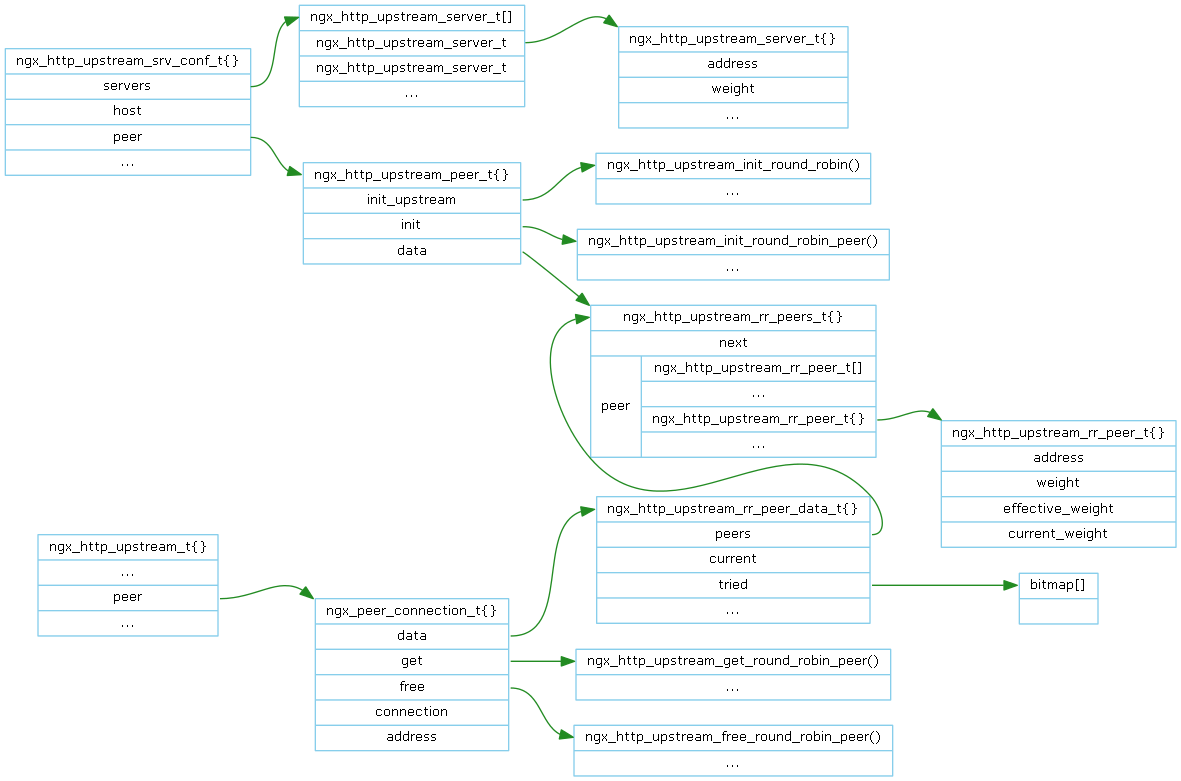 ngx_http_upstream_srv_conf_t{}
servers
host
peer
...
ngx_http_upstream_server_t[]
ngx_http_upstream_server_t
ngx_http_upstream_server_t
...
ngx_http_upstream_server_t{}
address
weight
...
ngx_http_upstream_peer_t{}
init_upstream
init
data
ngx_http_upstream_init_round_robin()
...
ngx_http_upstream_init_round_robin_peer()
...
ngx_http_upstream_rr_peers_t{}
next
peer
ngx_http_upstream_rr_peer_t[]
...
ngx_http_upstream_rr_peer_t{}
...
ngx_http_upstream_rr_peer_t{}
address
weight
effective_weight
current_weight
ngx_http_upstream_t{}
...
peer
...
ngx_peer_connection_t{}
data
get
free
connection
address
ngx_http_upstream_rr_peer_data_t{}
peers
current
tried
...
bitmap[]
ngx_http_upstream_get_round_robin_peer()
...
ngx_http_upstream_free_round_robin_peer()
...